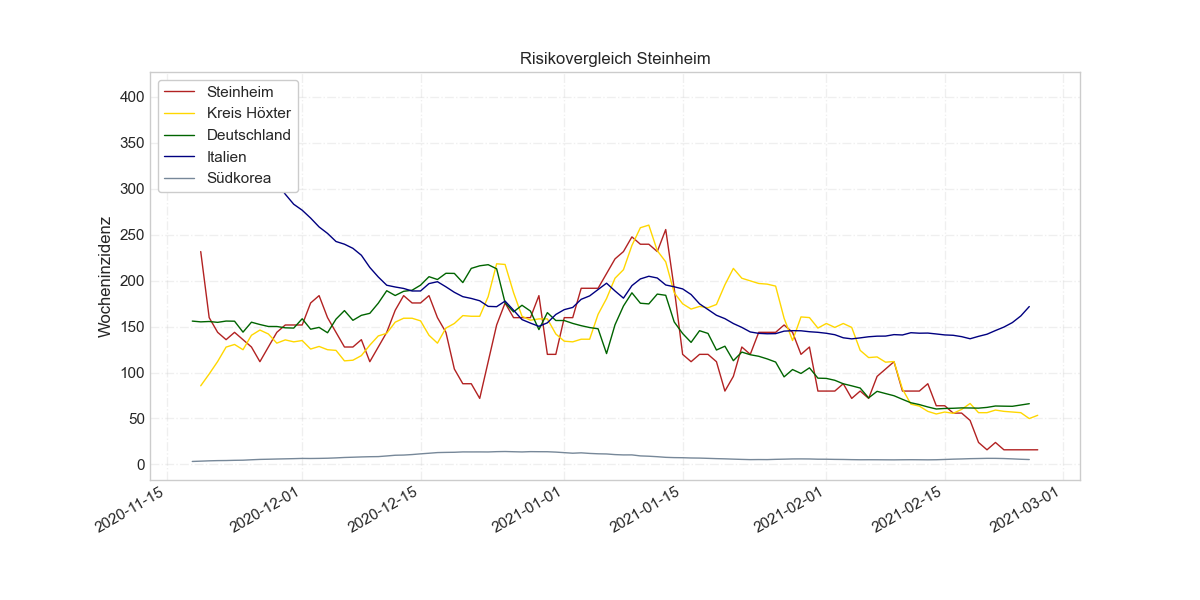 Risikovergleich Steinheim
Wocheninzidenz
400
350
300
250
200
150
100
50
0
Steinheim
Kreis Höxter
Deutschland
Italien
Südkorea
2020-11-15
2020-12-01
2020-12-15
2021-01-01
2021-01-15
2021-02-01
2021-02-15
2021-03-01